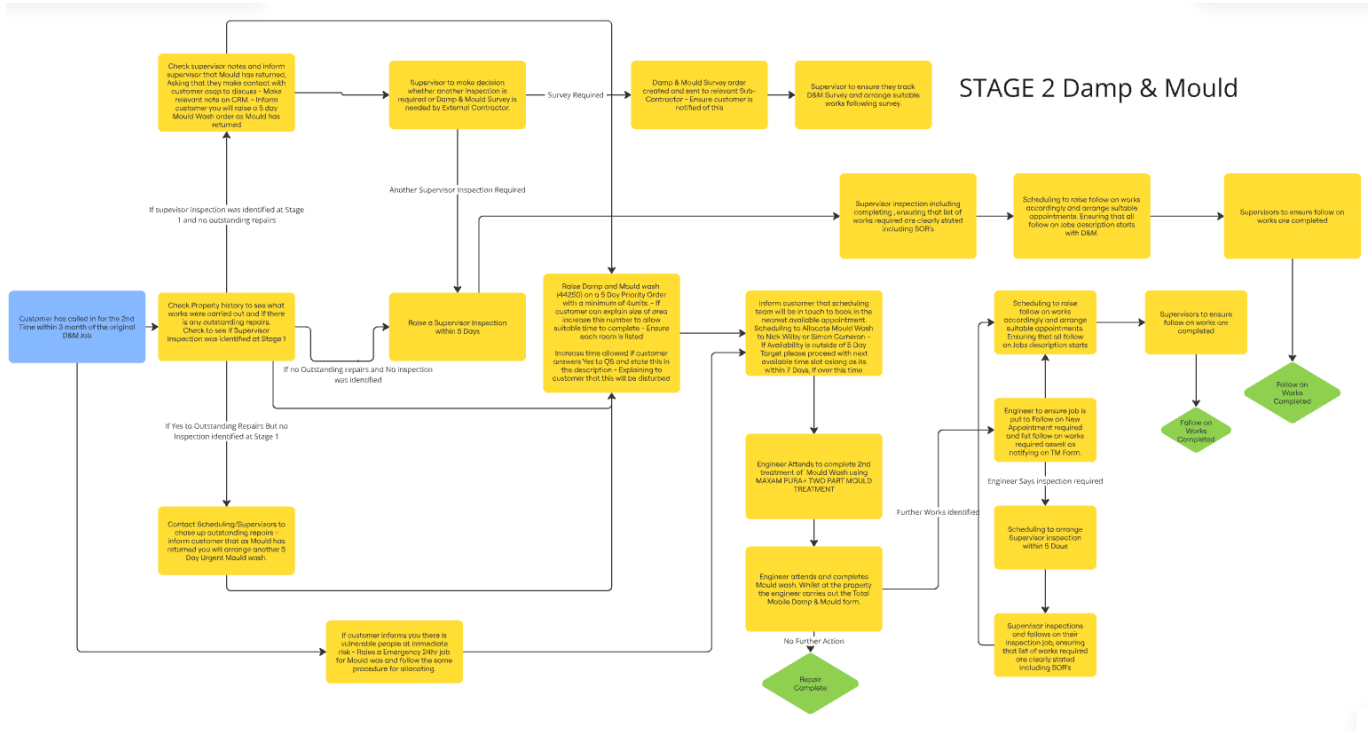 STAGE 2 Damp & Mould
Check supervisor notes and inform
supervisor that Mould has returned,
Asking that they make contact with
customer asap to discuss - Make
relevant note on CRM. - Inform
customer you will raise a 5 day
Mould Wash order as Mould has
returned
Supervisor to make decision
whether another inspection is
required or Damp & Mould Survey is
needed by External Contractor.
Survey Required
Damp & Mould Survey order
created and sent to relevant Sub-
Contractor - Ensure customer is
notified of this
Supervisor to ensure they track
D&M Survey and arrange suitable
works following survey.
Another Supervisor Inspection Required
If supevisor inspection was identified at Stage
1 and no outstanding repairs
Supervisor inspection including
completing , ensuring that list of
works required are clearly stated
including SOR's
Scheduling to raise follow on works
accordingly and arrange suitable
appointments. Ensuring that all
follow on Jobs description starts
with D&M.
Supervisors to ensure follow on
works are completed
Customer has called in for the 2nd
Time within 3 month of the original
D&M Job
Check Property history to see what
works were carried out and if there
is any outstanding repairs.
Check to see if Supervisor
Inspection was identified at Stage 1
Raise a Supervisor Inspection
within 5 Days
If no Outstanding repairs and No inspection
was identified
Raise Damp and Mould wash
(44250) on a 5 Day Priority Order
with a minimum of 4units. - If
customer can explain size of area
increase this number to allow
suitable time to complete - Ensure
each room is listed
Increase time allowed if customer
answers Yes to Q6 and state this in
the description - Explaining to
customer that this will be disturbed
Inform customer that scheduling
team will be in touch to book in the
nearest available appointment.
Scheduling to Allocate Mould Wash
to Nick Wilby or Simon Cameron -
If Availability is outside of 5 Day
Target please proceed with next
available time slot aslong as its
within 7 Days, if over this time
Scheduling to raise
follow on works
accordingly and arrange
suitable appointments.
Ensuring that all follow
on Jobs description starts
Supervisors to ensure
follow on works are
completed
Follow on
Works
Completed
Follow on
Works
Completed
If Yes to Outstanding Repairs But no
Inspection identified at Stage 1
Engineer to ensure job is
put to Follow on New
Appointment required
and list follow on works
required aswell as
notifying on TM Form.
Engineer Attends to complete 2nd
treatment of Mould Wash using
MAXAM PURA+ TWO PART MOULD
TREATMENT
Engineer Says inspection required
Further Works identified
Contact Scheduling/Supervisors to
chase up outstanding repairs -
inform customer that as Mould has
returned you will arrange another 5
Day Urgent Mould wash.
Scheduling to arrange
Supervisor Inspection
within 5 Days
Engineer attends and completes
Mould wash. Whilst at the property
the engineer carries out the Total
Mobile Damp & Mould form.
If customer informs you there is
vulnerable people at immediate
risk - Raise a Emergency 24hr job
for Mould was and follow the same
procedure for allocating.
No Further Action
Supervisor inspections
and follows on their
inspection job, ensuring
that list of works required
are clearly stated
including SOR's
Repair
Complete